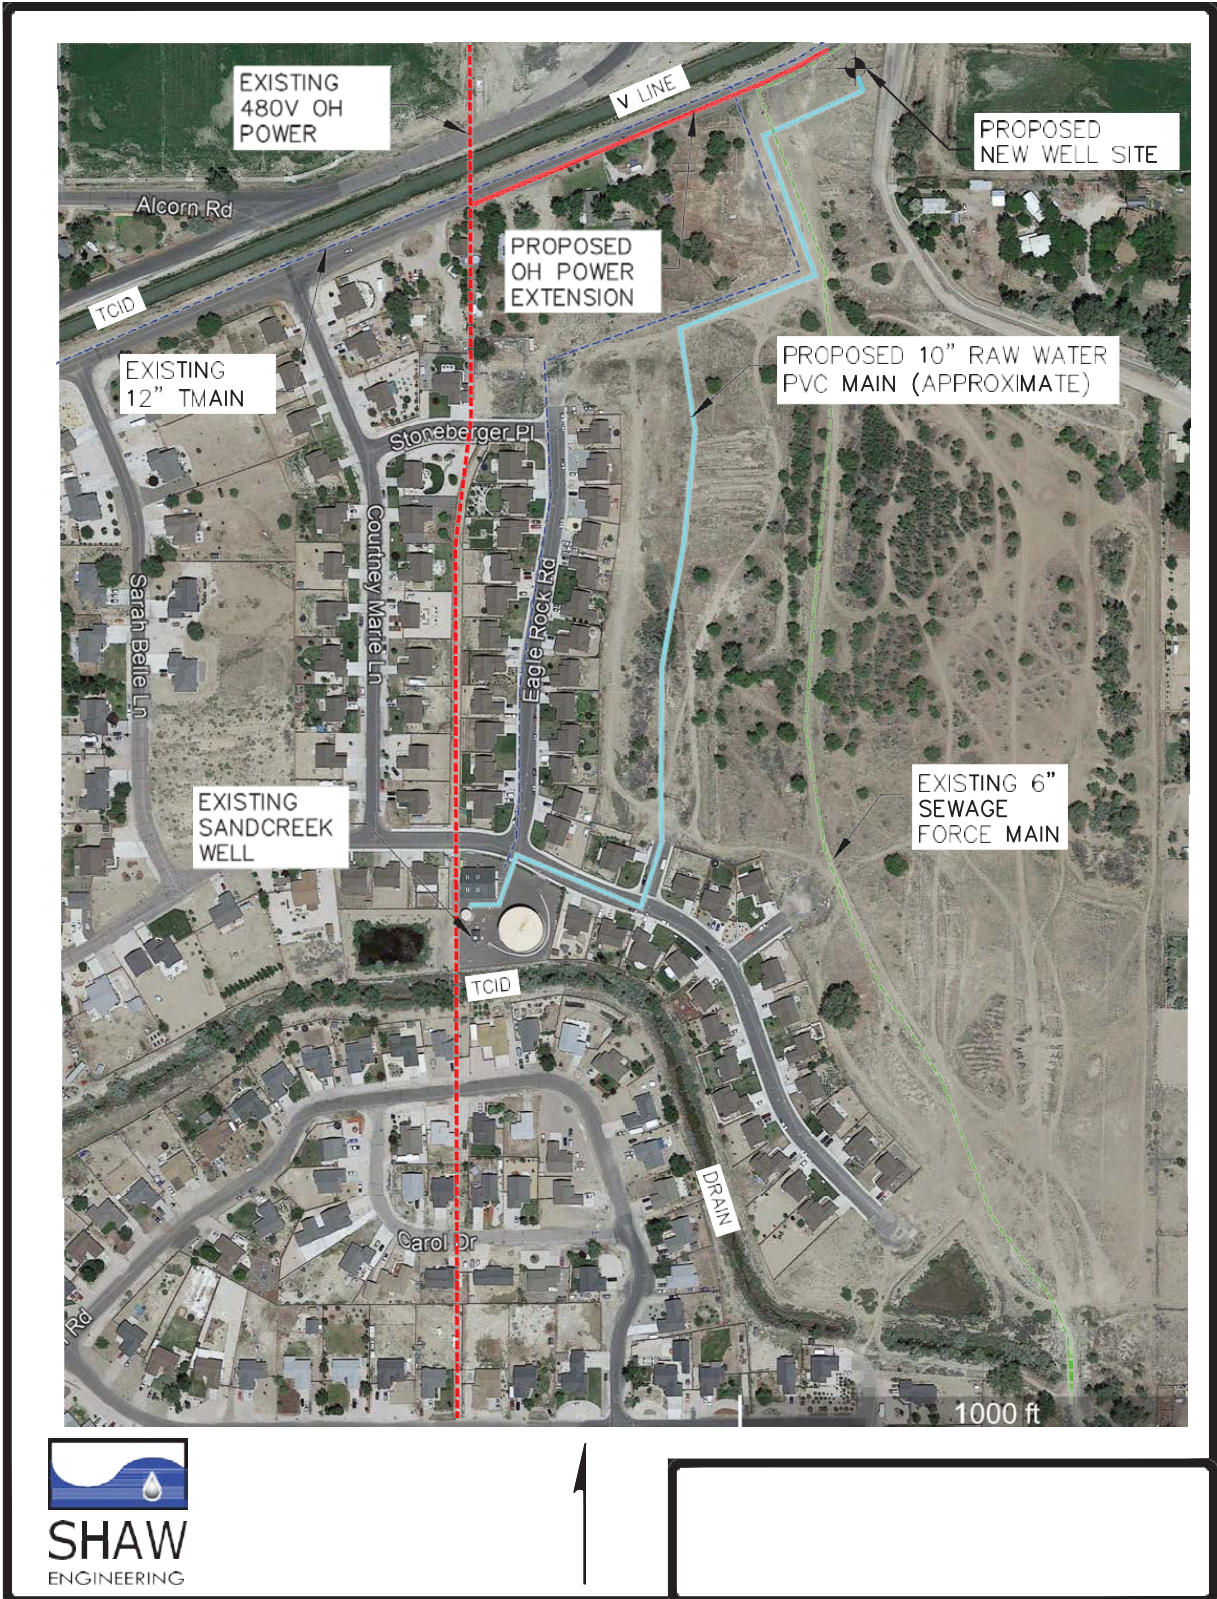 EXISTING
480V OH
POWER
V LINE
PROPOSED
NEW WELL SITE
Alcorn Rd
PROPOSED
OH POWER
EXTENSION
TCID
EXISTING
12" TMAIN
PROPOSED 10" RAW WATER
PVC MAIN (APPROXIMATE)
Stoneberger Pl
Courtney Marie Ln
Eagle Rock Rd
Sarah Belle Ln
EXISTING 6"
SEWAGE
FORCE MAIN
EXISTING
SANDCREEK
WELL
TCID
DRAIN
Carol Dr
Rd
1000 ft
SHAW
ENGINEERING